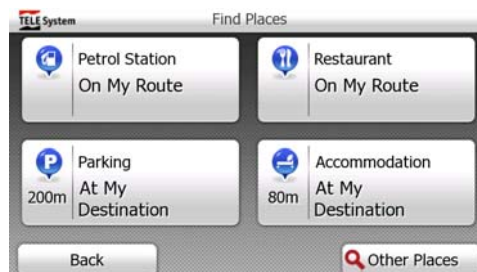 TELE System
Find Places
Petrol Station
On My Route
Restaurant
On My Route
P
Parking
200m
At My
Destination
Accommodation
80m
At My
Destination
Back
Other Places